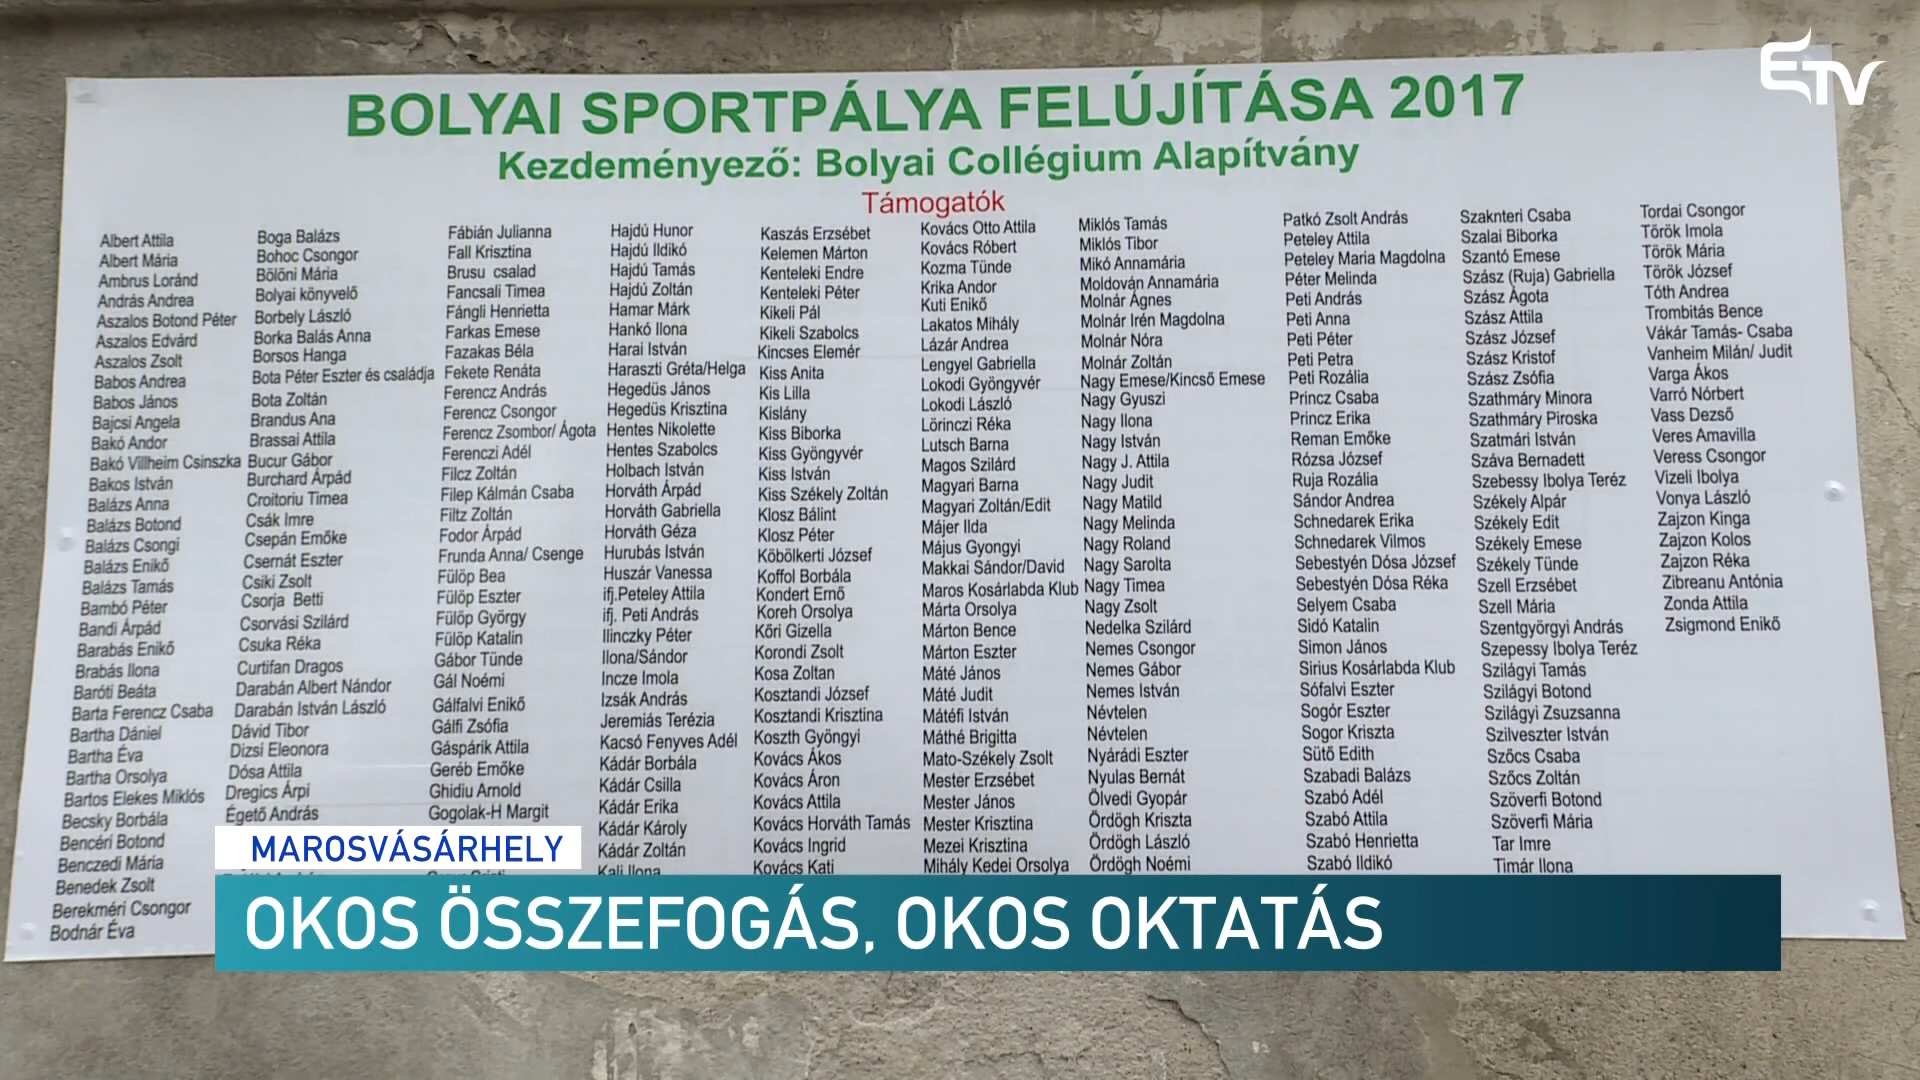 ETV
BOLYAI SPORTPÁLYA FELÚJÍTÁSA 2017
Kezdeményező: Bolyai Collégium Alapítvány
Támogatók
Albert Attila
Albert Mária
Ambrus Loránd
András Andrea
Aszalos Botond Péter
Aszalos Edvárd
Aszalos Zsolt
Babos Andrea
Babos János
Bajcsi Angela
Bakó Andor
Bakó Villheim Csinszka
Bakos István
Balázs Anna
Balázs Botond
Balázs Csongi
Balázs Enikő
Balázs Tamás
Bambó Péter
Bandi Árpád
Barabás Enikő
Brabás Ilona
Baróti Beáta
Barta Ferencz Csaba
Bartha Dániel
Bartha Éva
Bartha Orsolya
Bartos Elekes Miklós
Becsky Borbála
Bencéri Botond
Benczedi Mária
Benedek Zsolt
Berekméri Csongor
Bodnár Éva
Boga Balázs
Bohoc Csongor
Bölöni Mária
Bolyai könyvelő
Borbely László
Borka Balás Anna
Borsos Hanga
Bota Péter Eszter és családja
Bota Zoltán
Brandus Ana
Brassai Attila
Bucur Gábor
Burchard Árpád
Croitoriu Timea
Csák Imre
Csepán Emőke
Csernát Eszter
Csiki Zsolt
Csorja Betti
Csorvási Szilárd
Csuka Réka
Curtifan Dragos
Darabán Albert Nándor
Darabán István László
Dávid Tibor
Dizsi Eleonora
Dósa Attila
Dregics Árpi
Égető András
Fábián Julianna
Fall Krisztina
Brusu csalad
Fancsali Timea
Fángli Henrietta
Farkas Emese
Fazakas Béla
Fekete Renáta
Ferencz András
Ferencz Csongor
Ferencz Zsombor/ Ágota
Ferenczi Adél
Filcz Zoltán
Filep Kálmán Csaba
Filtz Zoltán
Fodor Árpád
Frunda Anna/ Csenge
Fülöp Bea
Fülöp Eszter
Fülöp György
Fülöp Katalin
Gábor Tünde
Gál Noémi
Gálfalvi Enikő
Gálfi Zsófia
Gáspárik Attila
Geréb Emőke
Ghidiu Arnold
Gogolak-H Margit
Hajdú Hunor
Hajdú Ildikó
Hajdú Tamás
Hajdú Zoltán
Hamar Márk
Hankó Ilona
Harai István
Haraszti Gréta/Helga
Hegedüs János
Hegedüs Krisztina
Hentes Nikolette
Hentes Szabolcs
Holbach István
Horváth Árpád
Horváth Gabriella
Horváth Géza
Hurubás István
Huszár Vanessa
ifj.Peteley Attila
ifj. Peti András
Ilinczky Péter
Ilona/Sándor
Incze Imola
Izsák András
Jeremiás Terézia
Kacsó Fenyves Adél
Kádár Borbála
Kádár Csilla
Kádár Erika
Kádár Károly
Kádár Zoltán
Kali Ilona
Kaszás Erzsébet
Kelemen Márton
Kenteleki Endre
Kenteleki Péter
Kikeli Pál
Kikeli Szabolcs
Kincses Elemér
Kiss Anita
Kis Lilla
Kislány
Kiss Biborka
Kiss Gyöngyvér
Kiss István
Kiss Székely Zoltán
Klosz Bálint
Klosz Péter
Köbölkerti József
Koffol Borbála
Kondert Ernő
Koreh Orsolya
Kőri Gizella
Korondi Zsolt
Kosa Zoltan
Kosztandi József
Kosztandi Krisztina
Koszth Gyöngyi
Kovács Ákos
Kovács Áron
Kovács Attila
Kovács Horváth Tamás
Kovács Ingrid
Kovács Kati
Kovács Otto Attila
Kovács Róbert
Kozma Tünde
Krika Andor
Kuti Enikő
Lakatos Mihály
Lázár Andrea
Lengyel Gabriella
Lokodi Gyöngyvér
Lokodi László
Lörinczi Réka
Lutsch Barna
Magos Szilárd
Magyari Barna
Magyari Zoltán/Edit
Májer Ilda
Május Gyongyi
Makkai Sándor/David
Maros Kosárlabda Klub
Márta Orsolya
Márton Bence
Márton Eszter
Máté János
Máté Judit
Mátéfi István
Máthé Brigitta
Mato-Székely Zsolt
Mester Erzsébet
Mester János
Mester Krisztina
Mezei Krisztina
Mihály Kedei Orsolya
Miklós Tamás
Miklós Tibor
Mikó Annamária
Moldován Annamária
Molnár Ágnes
Molnár Irén Magdolna
Molnár Nóra
Molnár Zoltán
Nagy Emese/Kincső Emese
Nagy Gyuszi
Nagy Ilona
Nagy István
Nagy J. Attila
Nagy Judit
Nagy Matild
Nagy Melinda
Nagy Roland
Nagy Sarolta
Nagy Timea
Nagy Zsolt
Nedelka Szilárd
Nemes Csongor
Nemes Gábor
Nemes István
Névtelen
Névtelen
Nyárádi Eszter
Nyulas Bernát
Ölvedi Gyopár
Ördögh Kriszta
Ördögh László
Ördögh Noémi
Patkó Zsolt András
Peteley Attila
Peteley Maria Magdolna
Péter Melinda
Peti András
Peti Anna
Peti Péter
Peti Petra
Peti Rozália
Princz Csaba
Princz Erika
Reman Emőke
Rózsa József
Ruja Rozália
Sándor Andrea
Schnedarek Erika
Schnedarek Vilmos
Sebestyén Dósa József
Sebestyén Dósa Réka
Selyem Csaba
Sidó Katalin
Simon János
Sirius Kosárlabda Klub
Sófalvi Eszter
Sogór Eszter
Sogor Kriszta
Sütő Edith
Szabadi Balázs
Szabó Adél
Szabó Attila
Szabó Henrietta
Szabó Ildikó
Szaknteri Csaba
Szalai Biborka
Szantó Emese
Szász (Ruja) Gabriella
Szász Ágota
Szász Attila
Szász József
Szász Kristof
Szász Zsófia
Szathmáry Minora
Szathmáry Piroska
Szatmári István
Száva Bernadett
Szebessy Ibolya Teréz
Székely Alpár
Székely Edit
Székely Emese
Székely Tünde
Szell Erzsébet
Szell Mária
Szentgyörgyi András
Szepessy Ibolya Teréz
Szilágyi Tamás
Szilágyi Botond
Szilágyi Zsuzsanna
Szilveszter István
Szőcs Csaba
Szőcs Zoltán
Szöverfi Botond
Szöverfi Mária
Tar Imre
Timár Ilona
Tordai Csongor
Török Imola
Török Mária
Török József
Tóth Andrea
Trombitás Bence
Vákár Tamás- Csaba
Vanheim Milán/ Judit
Varga Ákos
Varró Nórbert
Vass Dezső
Veres Amavilla
Veress Csongor
Vizeli Ibolya
Vonya László
Zajzon Kinga
Zajzon Kolos
Zajzon Réka
Zibreanu Antónia
Zonda Attila
Zsigmond Enikő
MAROSVÁSÁRHELY
OKOS ÖSSZEFOGÁS, OKOS OKTATÁS